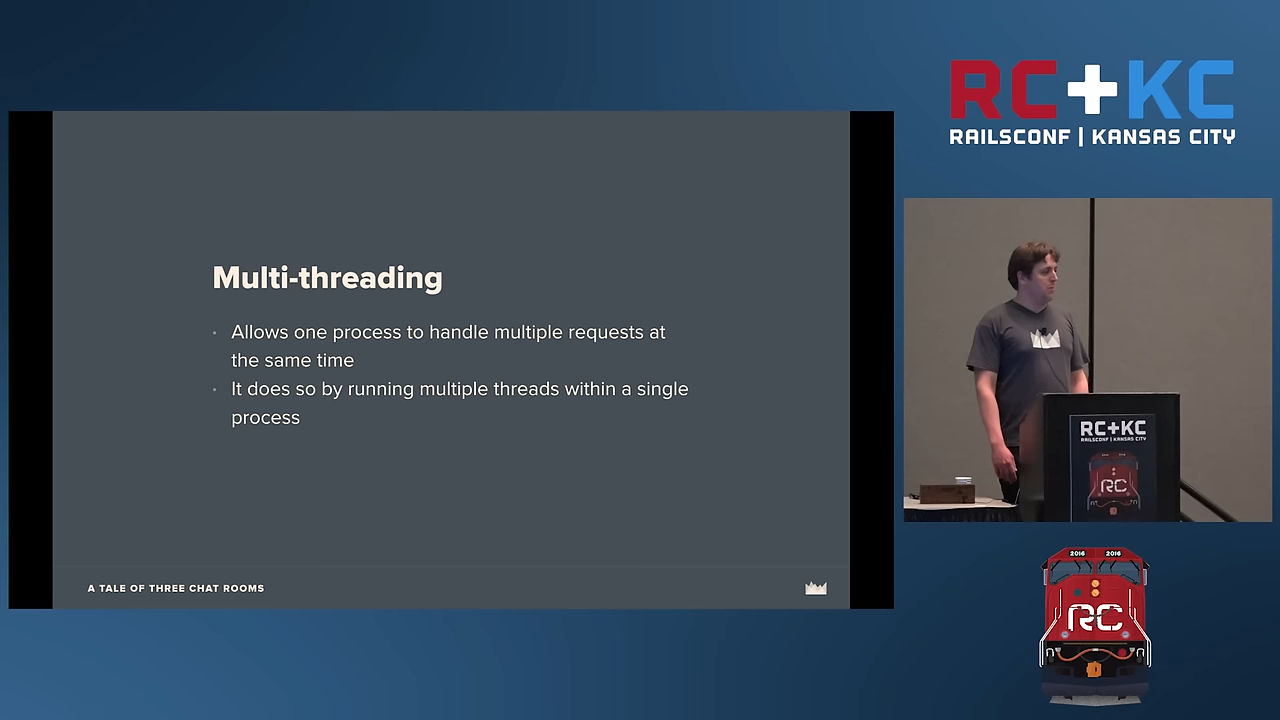 RC+KC
RAILSCONF | KANSAS CITY
Multi-threading
· Allows one process to handle multiple requests at
the same time
· It does so by running multiple threads within a single
process
A TALE OF THREE CHAT ROOMS
RC+KC
RAILSCONF | KANSAS CITY
RC
2016 2016
RC